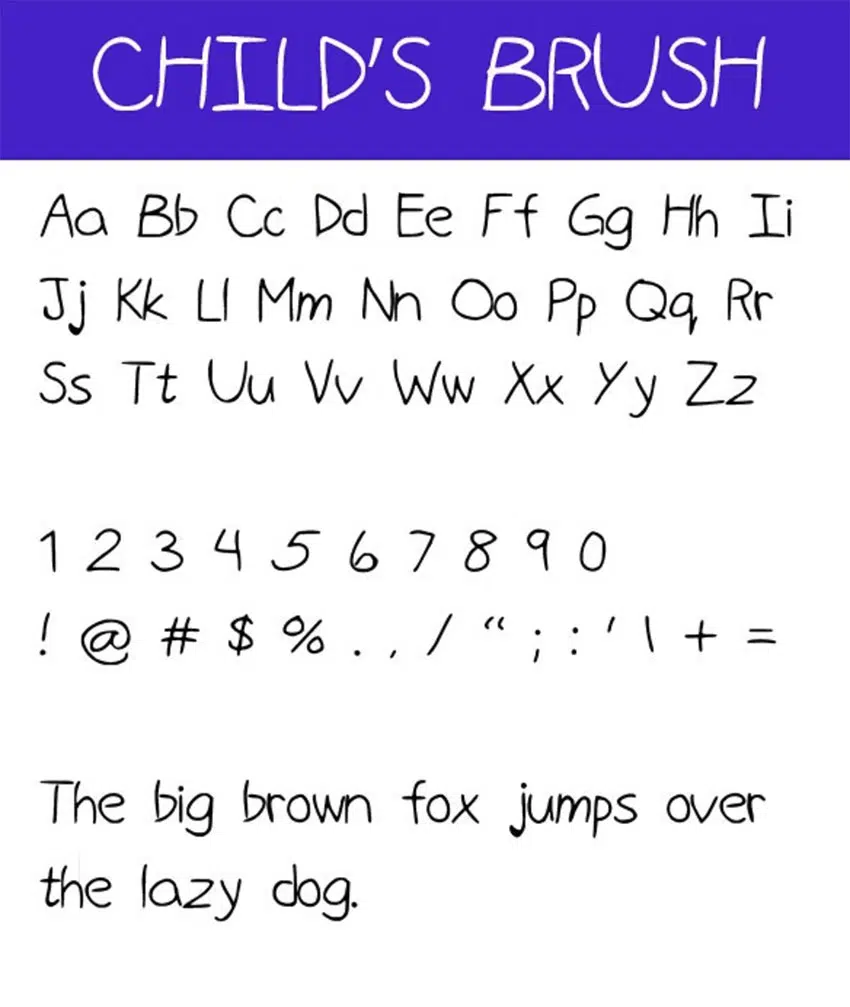 CHILD'S BRUSH
Aa Bb Cc Dd Ee Ff Gg Hh Ii
Jj Kk Ll Mm Nn Oo Pp Qq Rr
Ss Tt Uu Vv Ww Xx Yy Zz
1 2 3 4 5 6 7 8 9 0
! @ # $ % . , / “ ; : ' \ + =
The big brown fox jumps over
the lazy dog.